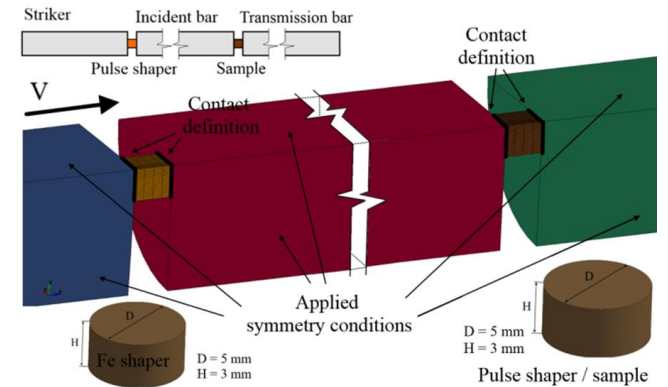 Striker
Incident bar
Transmission bar
Pulse shaper
Sample
V
Contact
definition
Contact
definition
Applied
symmetry conditions
D
H
Fe shaper
D = 5 mm
H = 3 mm
D
H
D = 5 mm
H = 3 mm
Pulse shaper / sample